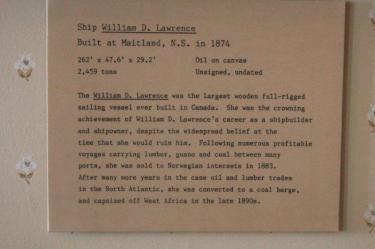 Ship William D. Lawrence
Built at Maitland, N.S. in 1874
262' x 47.6' x 29.2' Oil on canvas
2,459 tons Unsigned, undated
The William D. Lawrence was the largest wooden full-rigged
sailing vessel ever built in Canada. She was the crowning
achievement of William D. Lawrence's career as a shipbuilder
and shipowner, despite the widespread belief at the
time that she would ruin him. Following numerous profitable
voyages carrying lumber, guano and coal between many
ports, she was sold to Norwegian interests in 1883.
After many more years in the case oil and lumber trades
in the North Atlantic, she was converted to a coal barge,
and capsized off West Africa in the late 1890s.